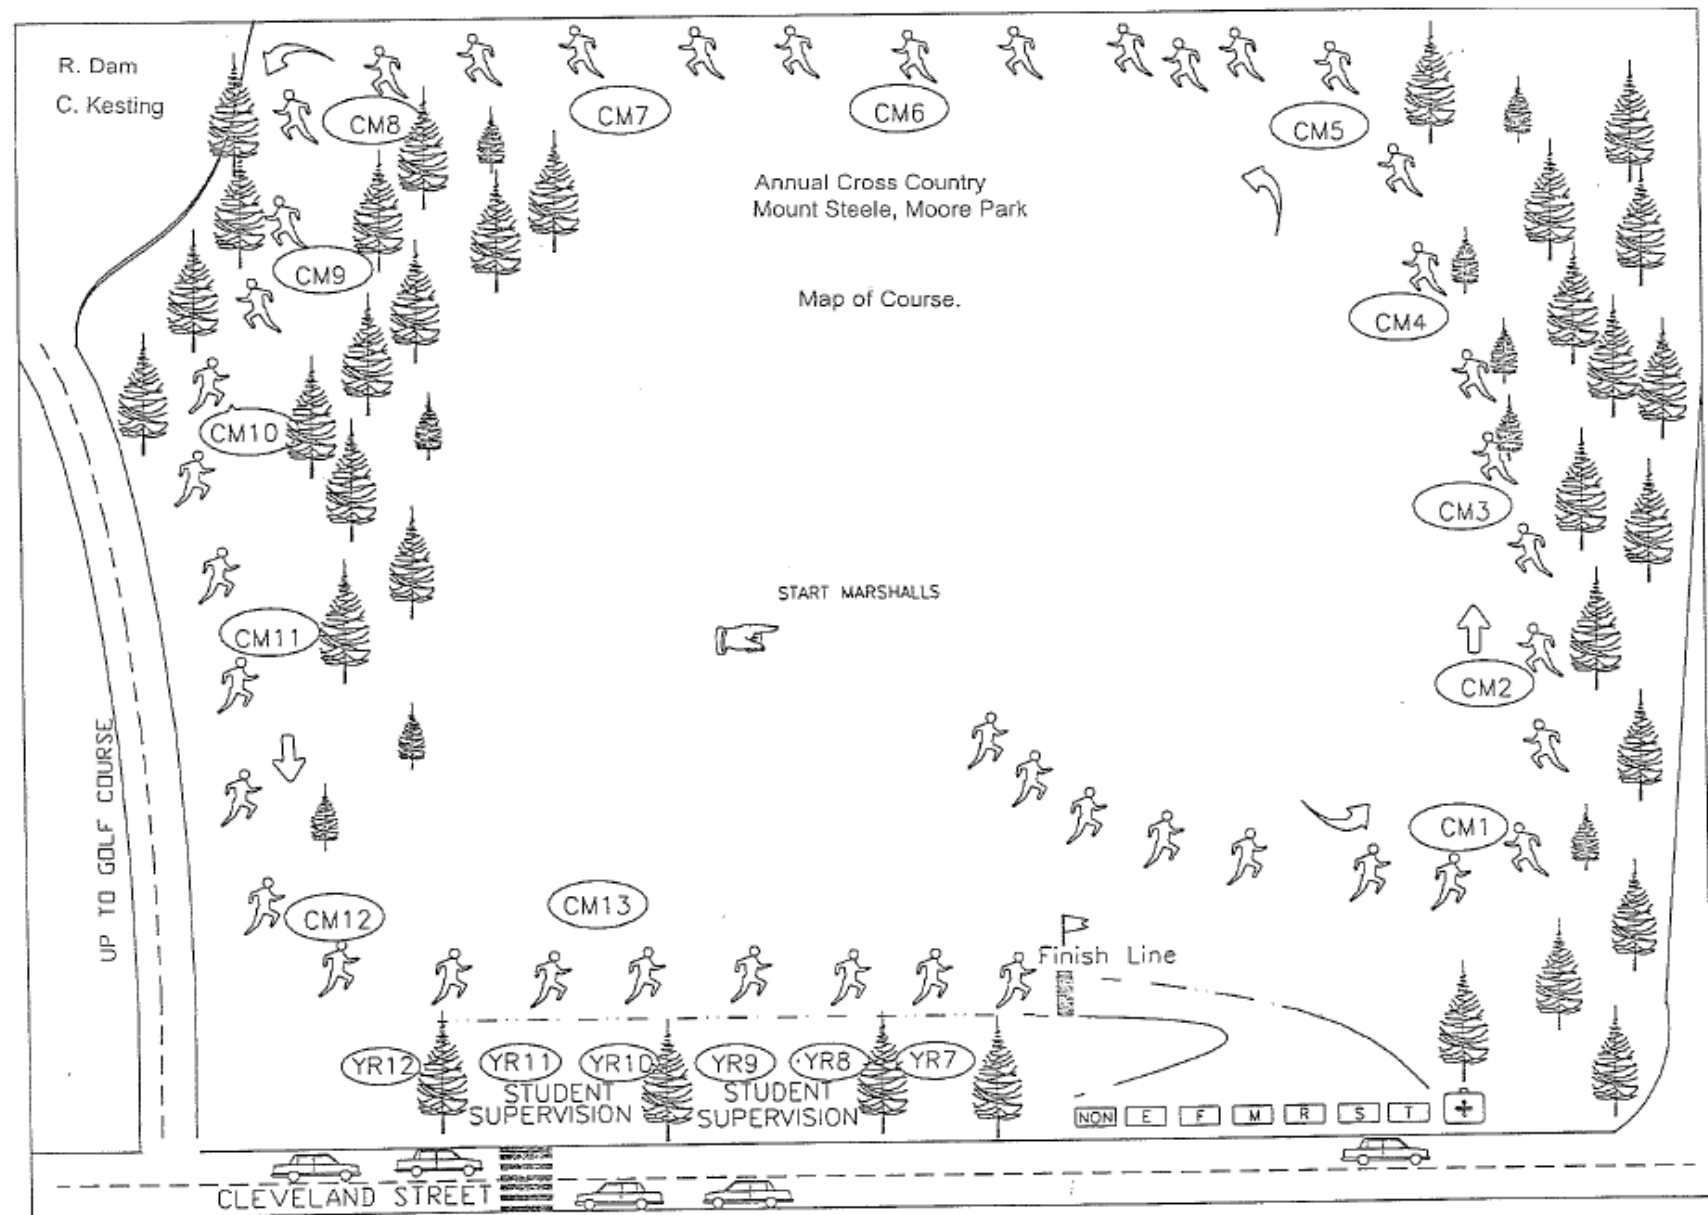 R. Dam
C. Kesting
CM8
CM7
CM6
CM5
Annual Cross Country
Mount Steele, Moore Park
CM9
Map of Course.
CM4
CM10
CM3
START MARSHALLS
CM11
CM2
UP TO GOLF COURSE
CM1
CM12
CM13
Finish Line
YR12
YR11
YR10
YR9
YR8
YR7
STUDENT
SUPERVISION
STUDENT
SUPERVISION
NON
E
F
M
R
S
T
CLEVELAND STREET